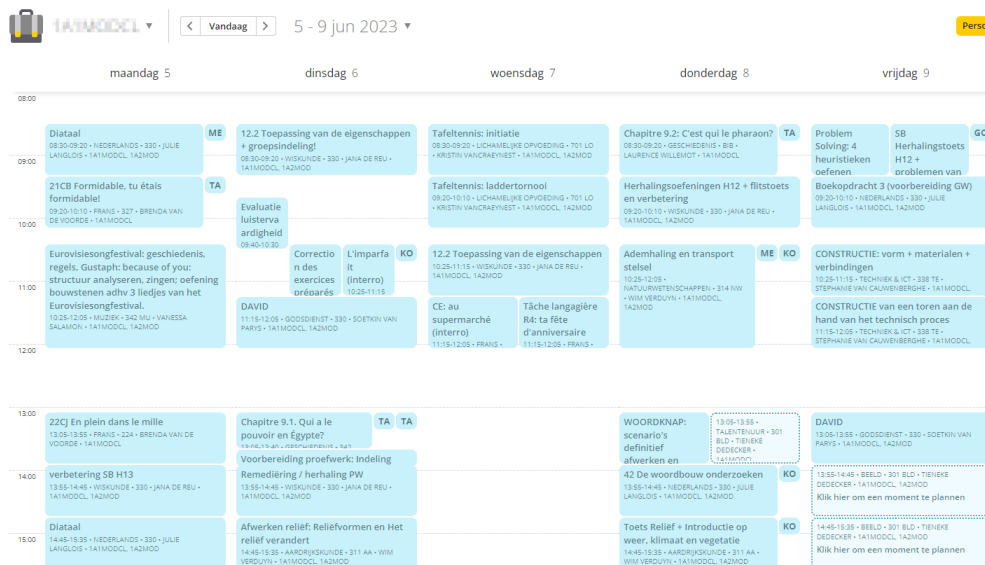 Vandaag
5 - 9 jun 2023
Perso
maandag 5
dinsdag 6
woensdag 7
donderdag 8
vrijdag 9
08:00
09:00
10:00
11:00
12:00
13:00
14:00
15:00
Diataal
08:30-09:20 • NEDERLANDS • 330 • JULIE
LANGLOIS • 1A1MODCL, 1A2MOD
ME
21CB Formidable, tu étais
formidable!
09:20-10:10 • FRANS • 327 • BRENDA VAN
DE VOORDE • 1A1MODCL
TA
Eurovisiesongfestival: geschiedenis,
regels, Gustaph: because of you:
structuur analyseren, zingen; oefening
bouwstenen adhv 3 liedjes van het
Eurovisiesongfestival.
10:25-12:05 • MUZIEK • 342 MU • VANESSA
SALAMON • 1A1MODCL, 1A2MOD
22CJ En plein dans le mille
13:05-13:55 • FRANS • 224 • BRENDA VAN DE
VOORDE • 1A1MODCL
verbetering SB H13
13:55-14:45 • WISKUNDE • 330 • JANA DE REU •
1A1MODCL, 1A2MOD
Diataal
14:45-15:35 • NEDERLANDS • 330 • JULIE
LANGLOIS • 1A1MODCL, 1A2MOD
12.2 Toepassing van de eigenschappen
+ groepsindeling!
08:30-09:20 • WISKUNDE • 330 • JANA DE REU •
1A1MODCL, 1A2MOD
Evaluatie
luisterva
ardigheid
09:40-10:30
Correctio
n des
exercices
préparés
L'imparfa
it
(interro)
10:25-11:15
KO
DAVID
11:15-12:05 • GODSDIENST • 330 • SOETKIN VAN
PARYS • 1A1MODCL, 1A2MOD
Chapitre 9.1. Qui a le
pouvoir en Égypte?
13:05-13:40 • GESCHIEDENIS • 342
TA
TA
Voorbereiding proefwerk: Indeling
Remediëring / herhaling PW
13:55-14:45 • WISKUNDE • 330 • JANA DE REU •
1A1MODCL, 1A2MOD
Afwerken reliëf: Reliëfvormen en Het
reliëf verandert
14:45-15:35 • AARDRIJKSKUNDE • 311 AA • WIM
VERDUYN • 1A1MODCL, 1A2MOD
Tafeltennis: initiatie
08:30-09:20 • LICHAMELIJKE OPVOEDING • 701 LO
• KRISTIN VANCRAEYNEST • 1A1MODCL, 1A2MOD
Tafeltennis: laddertornooi
09:20-10:10 • LICHAMELIJKE OPVOEDING • 701 LO
• KRISTIN VANCRAEYNEST • 1A1MODCL, 1A2MOD
12.2 Toepassing van de eigenschappen
10:25-11:15 • WISKUNDE • 330 • JANA DE REU •
1A1MODCL, 1A2MOD
CE: au
supermarché
(interro)
11:15-12:05 • FRANS •
Tâche langagière
R4: ta fête
d'anniversaire
11:15-12:05 • FRANS •
Chapitre 9.2: C'est qui le pharaon?
08:30-09:20 • GESCHIEDENIS • BIB •
LAURENCE WILLEMOT • 1A1MODCL
TA
Herhalingsoefeningen H12 + flitstoets
en verbetering
09:20-10:10 • WISKUNDE • 330 • JANA DE REU •
1A1MODCL, 1A2MOD
Ademhaling en transport
stelsel
10:25-12:05 •
NATUURWETENSCHAPPEN • 314 NW
• WIM VERDUYN • 1A1MODCL,
1A2MOD
ME
KO
WOORDKNAP:
scenario's
definitief
afwerken en
13:05-13:55 •
TALENTENUUR • 301
BLD • TIENEKE
DEDECKER •
1A1MODCL
42 De woordbouw onderzoeken
13:55-14:45 • NEDERLANDS • 330 • JULIE
LANGLOIS • 1A1MODCL, 1A2MOD
KO
Toets Reliëf + Introductie op
weer, klimaat en vegetatie
14:45-15:35 • AARDRIJKSKUNDE • 311 AA •
WIM VERDUYN • 1A1MODCL, 1A2MOD
KO
Problem
Solving: 4
heuristieken
oefenen
SB
Herhalingstoets
H12 +
problemen van
GO
Boekopdracht 3 (voorbereiding GW)
09:20-10:10 • NEDERLANDS • 330 • JULIE
LANGLOIS • 1A1MODCL, 1A2MOD
CONSTRUCTIE: vorm + materialen +
verbindingen
10:25-11:15 • TECHNIEK & ICT • 338 TE •
STEPHANIE VAN CAUWENBERGHE • 1A1MODCL,
CONSTRUCTIE van een toren aan de
hand van het technisch proces
11:15-12:05 • TECHNIEK & ICT • 338 TE •
STEPHANIE VAN CAUWENBERGHE • 1A1MODCL,
DAVID
13:05-13:55 • GODSDIENST • 330 • SOETKIN VAN
PARYS • 1A1MODCL, 1A2MOD
13:55-14:45 • BEELD • 301 BLD • TIENEKE
DEDECKER • 1A1MODCL, 1A2MOD
Klik hier om een moment te plannen
14:45-15:35 • BEELD • 301 BLD • TIENEKE
DEDECKER • 1A1MODCL, 1A2MOD
Klik hier om een moment te plannen